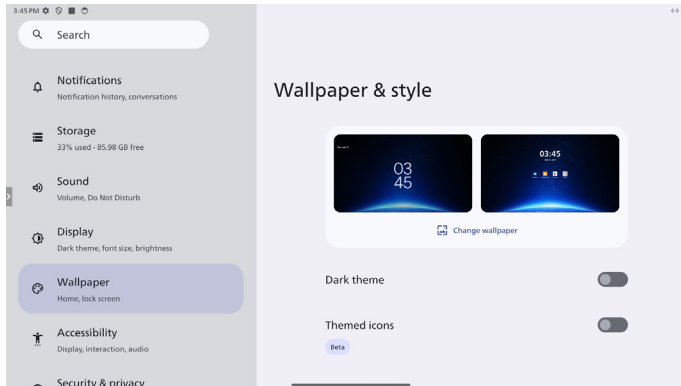 3:45 PM
Search
Notifications
Notification history, conversations
Storage
33% used - 85.98 GB free
Sound
Volume, Do Not Disturb
Display
Dark theme, font size, brightness
Wallpaper
Home, lock screen
Accessibility
Display, interaction, audio
Security & privacy
Wallpaper & style
03
45
03:45
Change wallpaper
Dark theme
Themed icons
Beta